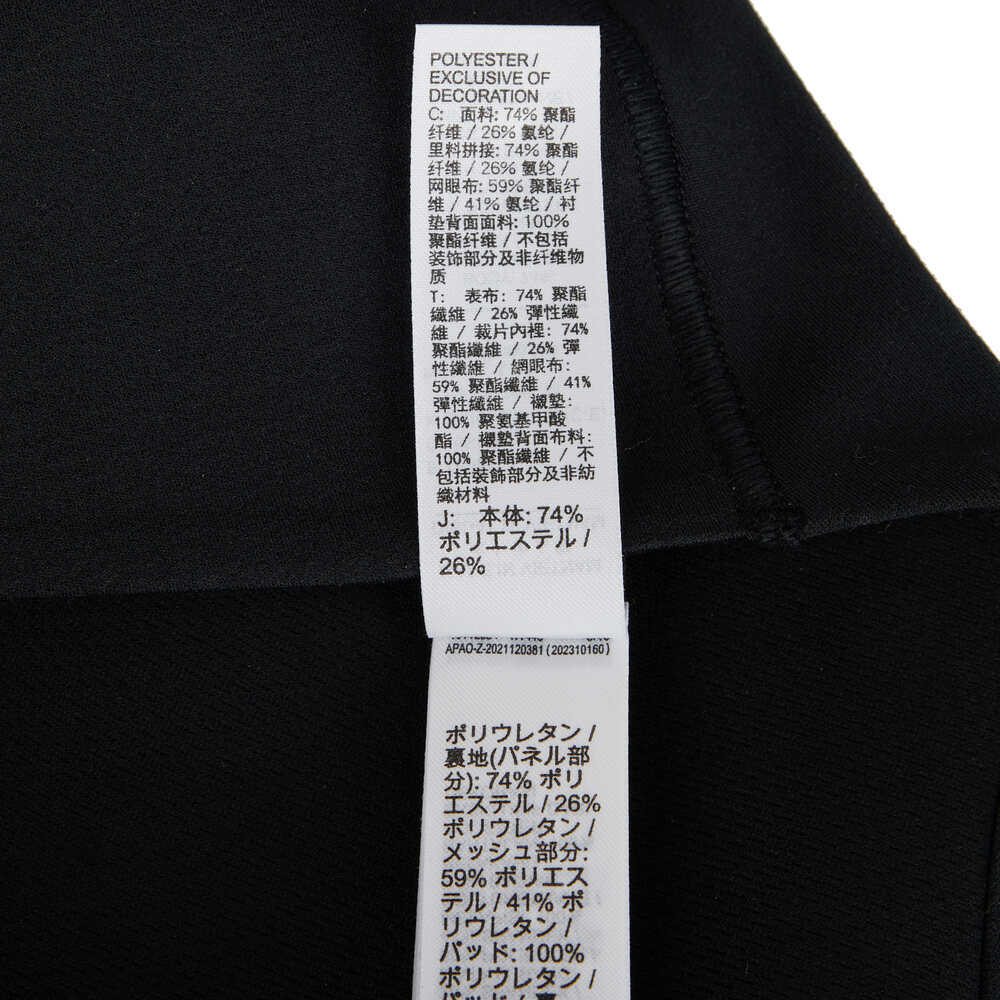 POLYESTER /
EXCLUSIVE OF
DECORATION
C: 面料: 74% 聚酯
纤维 / 26% 氨纶 /
里料拼接: 74% 聚酯
纤维 / 26% 氨纶 /
网眼布: 59% 聚酯纤
维 / 41% 氨纶 / 衬
垫背面面料: 100%
聚酯纤维 / 不包括
装饰部分及非纤维物
质
T: 表布: 74% 聚酯
纖維 / 26% 彈性纖
維 / 裁片內裡: 74%
聚酯纖維 / 26% 彈
性纖維 / 網眼布:
59% 聚酯纖維 / 41%
彈性纖維 / 襯墊:
100% 聚氨基甲酸
酯 / 襯墊背面布料:
100% 聚酯纖維 / 不
包括裝飾部分及非紡
織材料
J: 本体: 74%
ポリエステル /
26%
APAO-Z-2021120381 ( 202310160 )
ポリウレタン /
裏地(パネル部
分): 74% ポリ
エステル / 26%
ポリウレタン /
メッシュ部分:
59% ポリエス
テル / 41% ポ
リウレタン /
パッド: 100%
ポリウレタン /